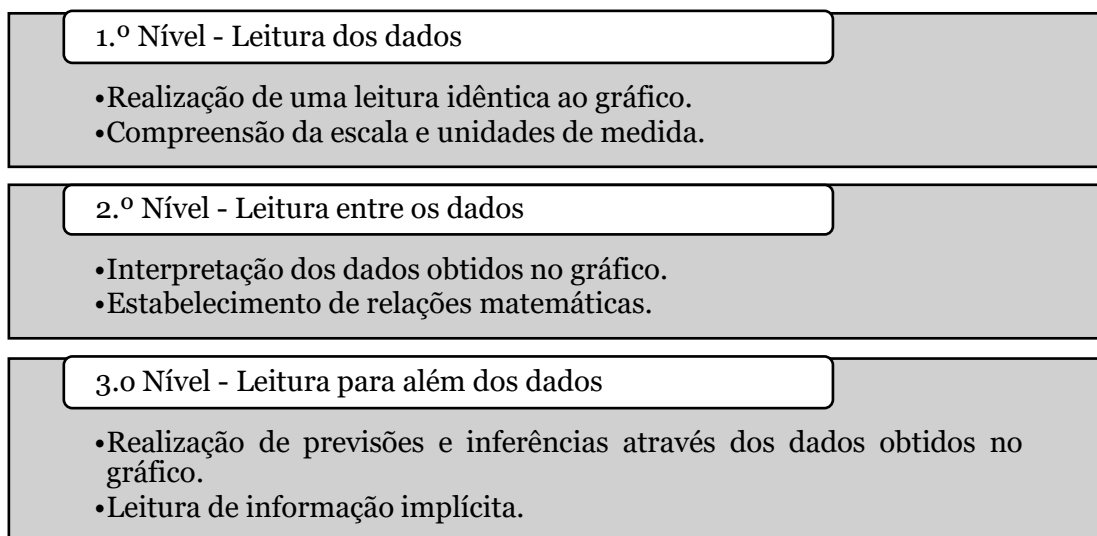 1.º Nível - Leitura dos dados
•Realização de uma leitura idêntica ao gráfico.
•Compreensão da escala e unidades de medida.
2.º Nível - Leitura entre os dados
•Interpretação dos dados obtidos no gráfico.
•Estabelecimento de relações matemáticas.
3.o Nível - Leitura para além dos dados
•Realização de previsões e inferências através dos dados obtidos no
gráfico.
•Leitura de informação implícita.